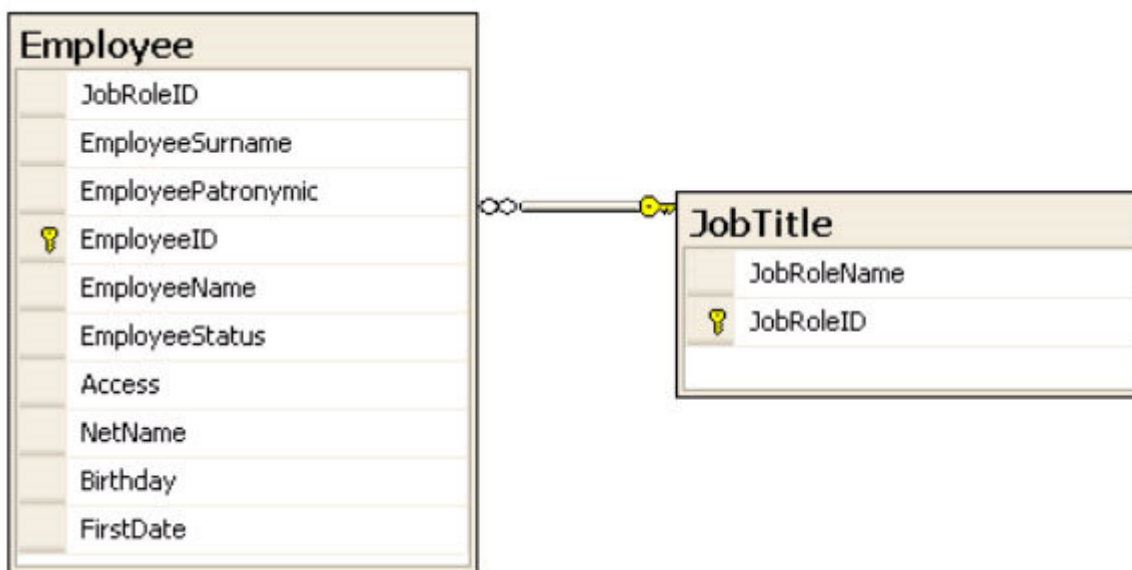 Employee
JobRoleID
EmployeeSurname
EmployeePatronymic
EmployeeID
EmployeeName
EmployeeStatus
Access
NetName
Birthday
FirstDate
JobTitle
JobRoleName
JobRoleID